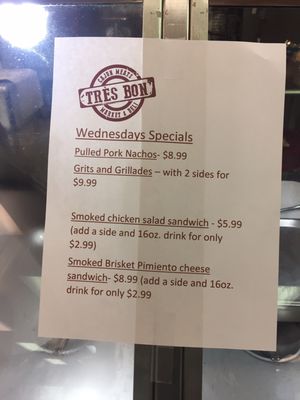 CAJUN MEATS
TRÈS BON
MARKET & DELI
Wednesdays Specials
Pulled Pork Nachos- $8.99
Grits and Grillades – with 2 sides for
$9.99
Smoked chicken salad sandwich - $5.99
(add a side and 16oz. drink for only
$2.99)
Smoked Brisket Pimiento cheese
sandwich- $8.99 (add a side and 16oz.
drink for only $2.99